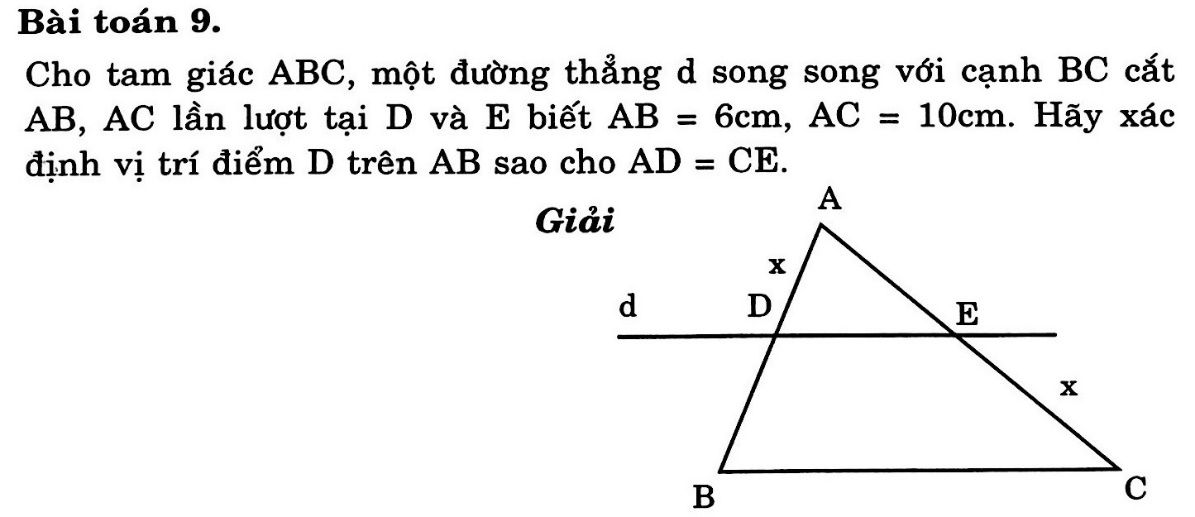 Bài toán 9.
Cho tam giác ABC, một đường thẳng d song song với cạnh BC cắt
AB, AC lần lượt tại D và E biết AB = 6cm, AC = 10cm. Hãy xác
định vị trí điểm D trên AB sao cho AD = CE.
Giải
A
x
d
D
E
x
B
C